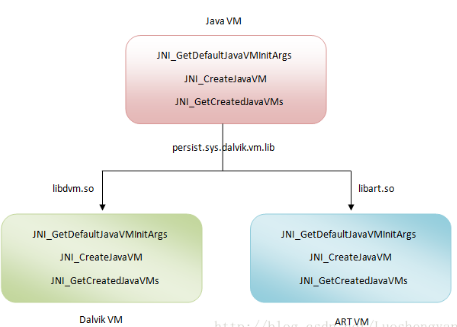 Java VM
JNI_GetDefaultJavaVMInitArgs
JNI_CreateJavaVM
JNI_GetCreatedJavaVMs
persist.sys.dalvik.vm.lib
libdvm.so
libart.so
JNI_GetDefaultJavaVMInitArgs
JNI_CreateJavaVM
JNI_GetCreatedJavaVMs
JNI_GetDefaultJavaVMInitArgs
JNI_CreateJavaVM
JNI_GetCreatedJavaVMs
Dalvik VM
ART VM